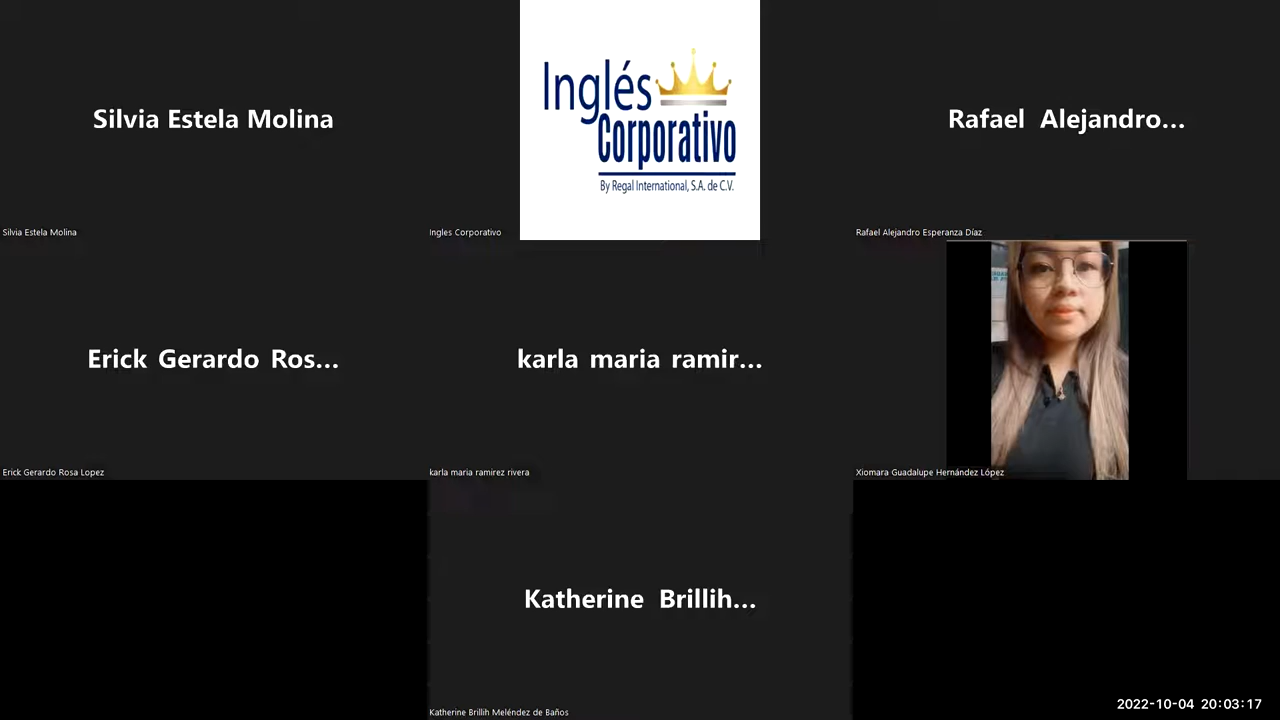 Silvia Estela Molina
Silvia Estela Molina
Inglés
Corporativo
By Regal International, S.A. de C.V.
Ingles Corporativo
Rafael Alejandro...
Rafael Alejandro Esperanza Díaz
Erick Gerardo Ros...
Erick Gerardo Rosa Lopez
karla maria ramir...
karla maria ramirez rivera
Xiomara Guadalupe Hernández López
Katherine Brillih...
Katherine Brillih Meléndez de Baños
2022-10-04 20:03:17